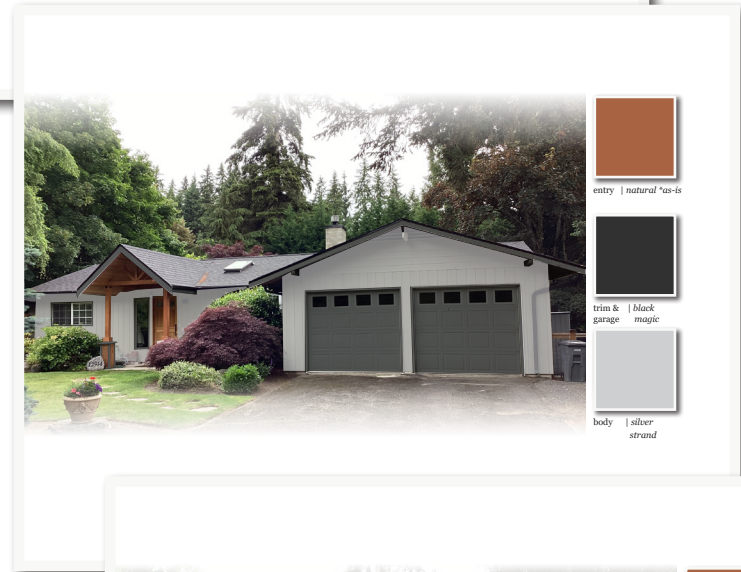 entry | natural *as-is
trim & | black
garage magic
body | silver
strand